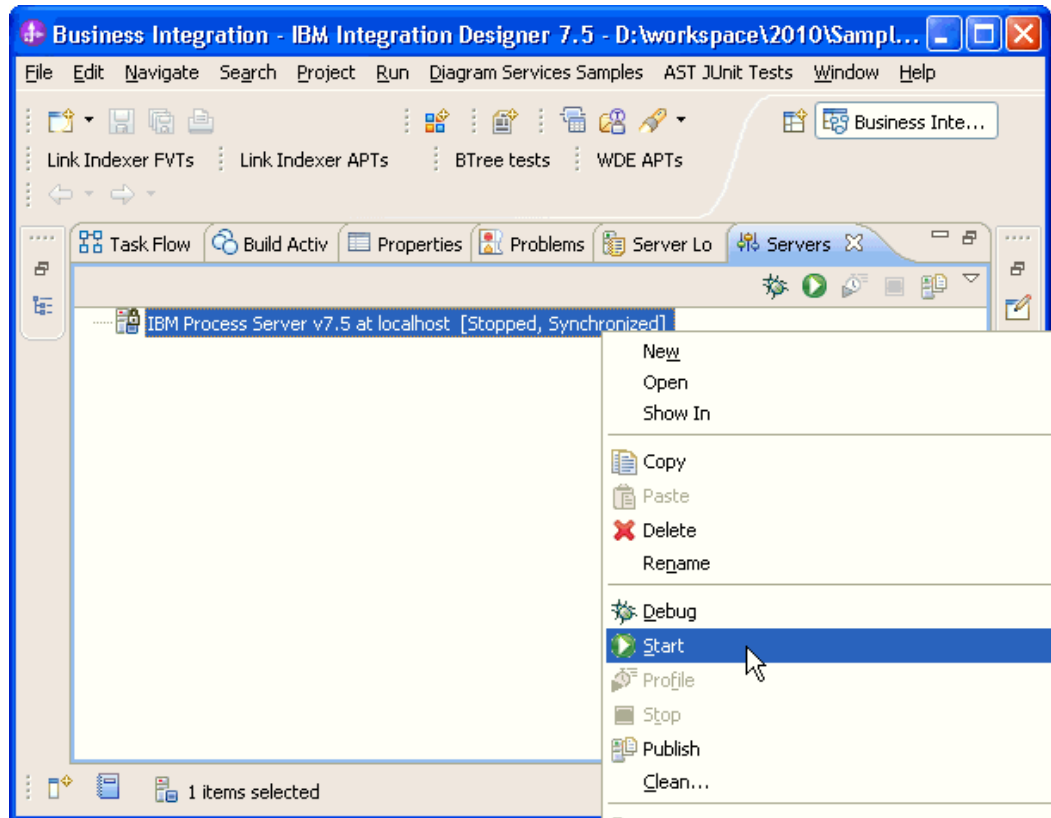 Business Integration - IBM Integration Designer 7.5 - D:\workspace\2010\Sampl...
File Edit Navigate Search Project Run Diagram Services Samples AST JUnit Tests Window Help
Business Inte...
Link Indexer FVTs Link Indexer APTs BTree tests WDE APTs
Task Flow Build Activ Properties Problems Server Lo Servers
IBM Process Server v7.5 at localhost [Stopped, Synchronized]
New
Open
Show In
Copy
Paste
Delete
Rename
Debug
Start
Profile
Stop
Publish
Clean...
1 items selected